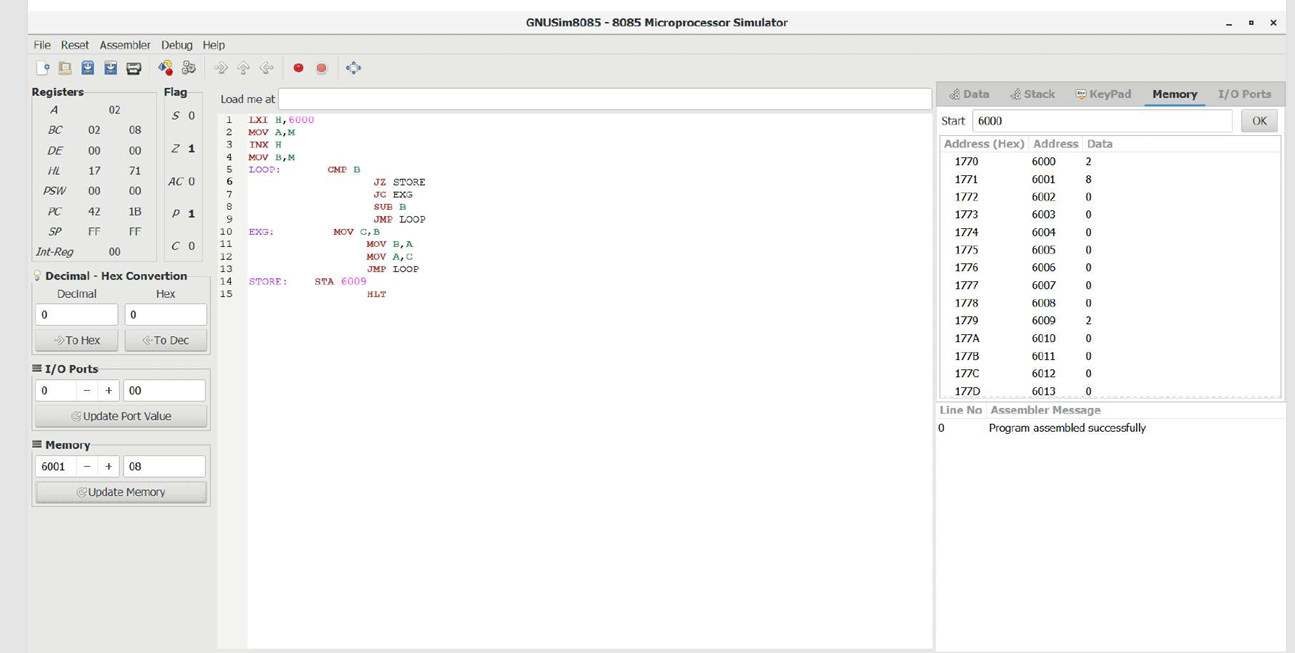 GNUSim8085 - 8085 Microprocessor Simulator
File Reset Assembler Debug Help
Registers
A 02
BC 02 08
DE 00 00
HL 17 71
PSW 00 00
PC 42 1B
SP FF FF
Int-Reg 00
Flag
S 0
Z 1
AC 0
P 1
C 0
Decimal - Hex Convertion
Decimal Hex
0 0
To Hex To Dec
I/O Ports
0 - + 00
Update Port Value
Memory
6001 - + 08
Update Memory
Load me at
1 LXI H,6000
2 MOV A,M
3 INX H
4 MOV B,M
5 LOOP: CMP B
6 JZ STORE
7 JC EXG
8 SUB B
9 JMP LOOP
10 EXG: MOV C,B
11 MOV B,A
12 MOV A,C
13 JMP LOOP
14 STORE: STA 6009
15 HLT
Data Stack KeyPad Memory I/O Ports
Start 6000 OK
Address (Hex) Address Data
1770 6000 2
1771 6001 8
1772 6002 0
1773 6003 0
1774 6004 0
1775 6005 0
1776 6006 0
1777 6007 0
1778 6008 0
1779 6009 2
177A 6010 0
177B 6011 0
177C 6012 0
177D 6013 0
Line No Assembler Message
0 Program assembled successfully